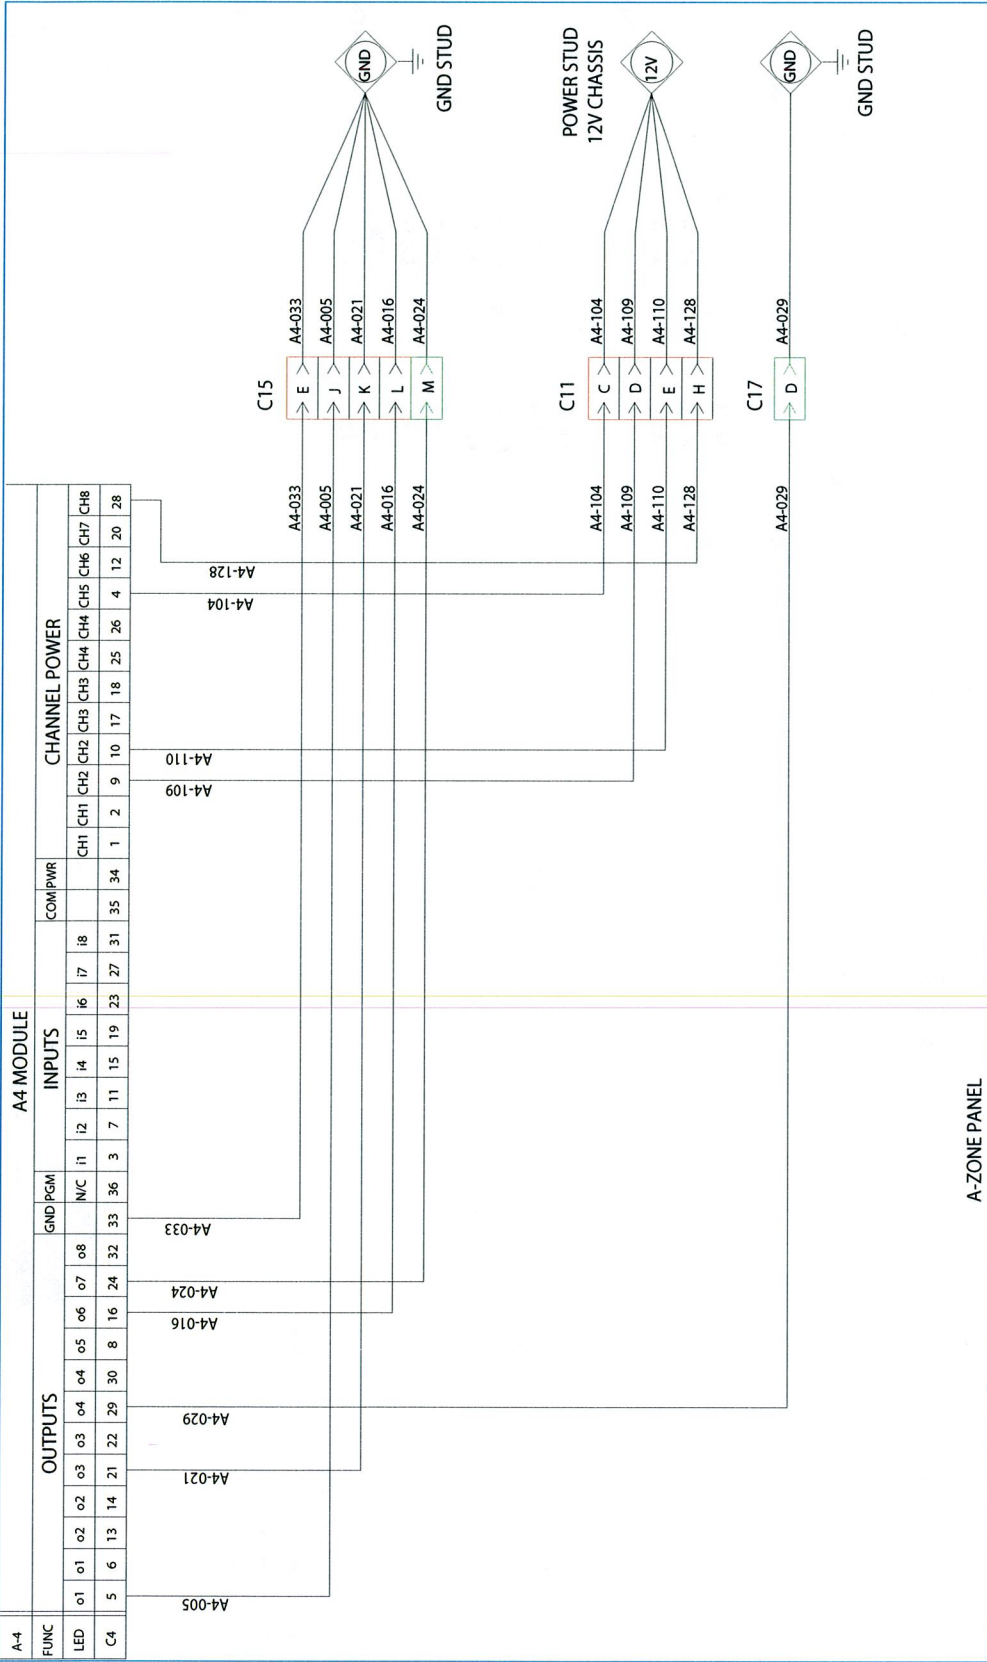 A-4
A4 MODULE
FUNC OUTPUTS GND PGM INPUTS COM PWR CHANNEL POWER
LED o1 o1 o2 o2 o3 o3 o4 o4 o5 o6 o7 o8 N/C i1 i2 i3 i4 i5 i6 i7 i8 CH1 CH1 CH2 CH2 CH3 CH3 CH4 CH4 CH5 CH6 CH7 CH8
C4 5 6 13 14 21 22 29 30 8 16 24 32 33 36 3 7 11 15 19 23 27 31 35 34 1 2 9 10 17 18 25 26 4 12 20 28
A4-005
A4-021
A4-029
A4-016
A4-024
A4-033
A4-109
A4-110
A4-104
A4-128
C15
A4-033 E A4-033
A4-005 J A4-005
A4-021 K A4-021
A4-016 L A4-016
A4-024 M A4-024
GND
GND STUD
C11
A4-104 C A4-104
A4-109 D A4-109
A4-110 E A4-110
A4-128 H A4-128
POWER STUD
12V CHASSIS
12V
C17
A4-029 D A4-029
GND
GND STUD
A-ZONE PANEL